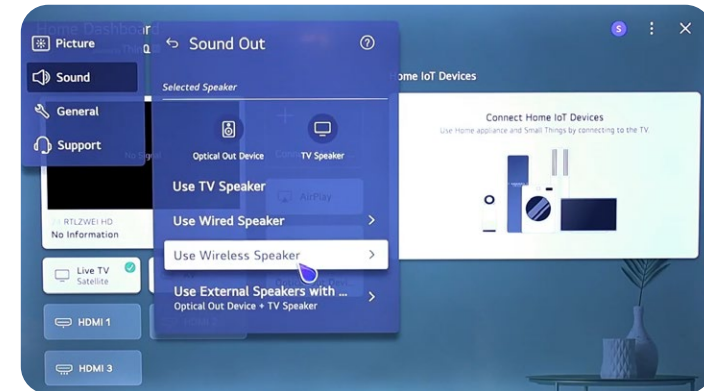 Home Dashboard
Picture
Sound
General
Support
Sound Out
Selected Speaker
Optical Out Device
TV Speaker
Use TV Speaker
Use Wired Speaker
Use Wireless Speaker
Use External Speakers with ...
Optical Out Device + TV Speaker
AirPlay
No Signal
RTLZWEI HD
No Information
Live TV
Satellite
HDMI 1
HDMI 3
S
Home IoT Devices
Connect Home IoT Devices
Use Home appliance and Small Things by connecting to the TV.